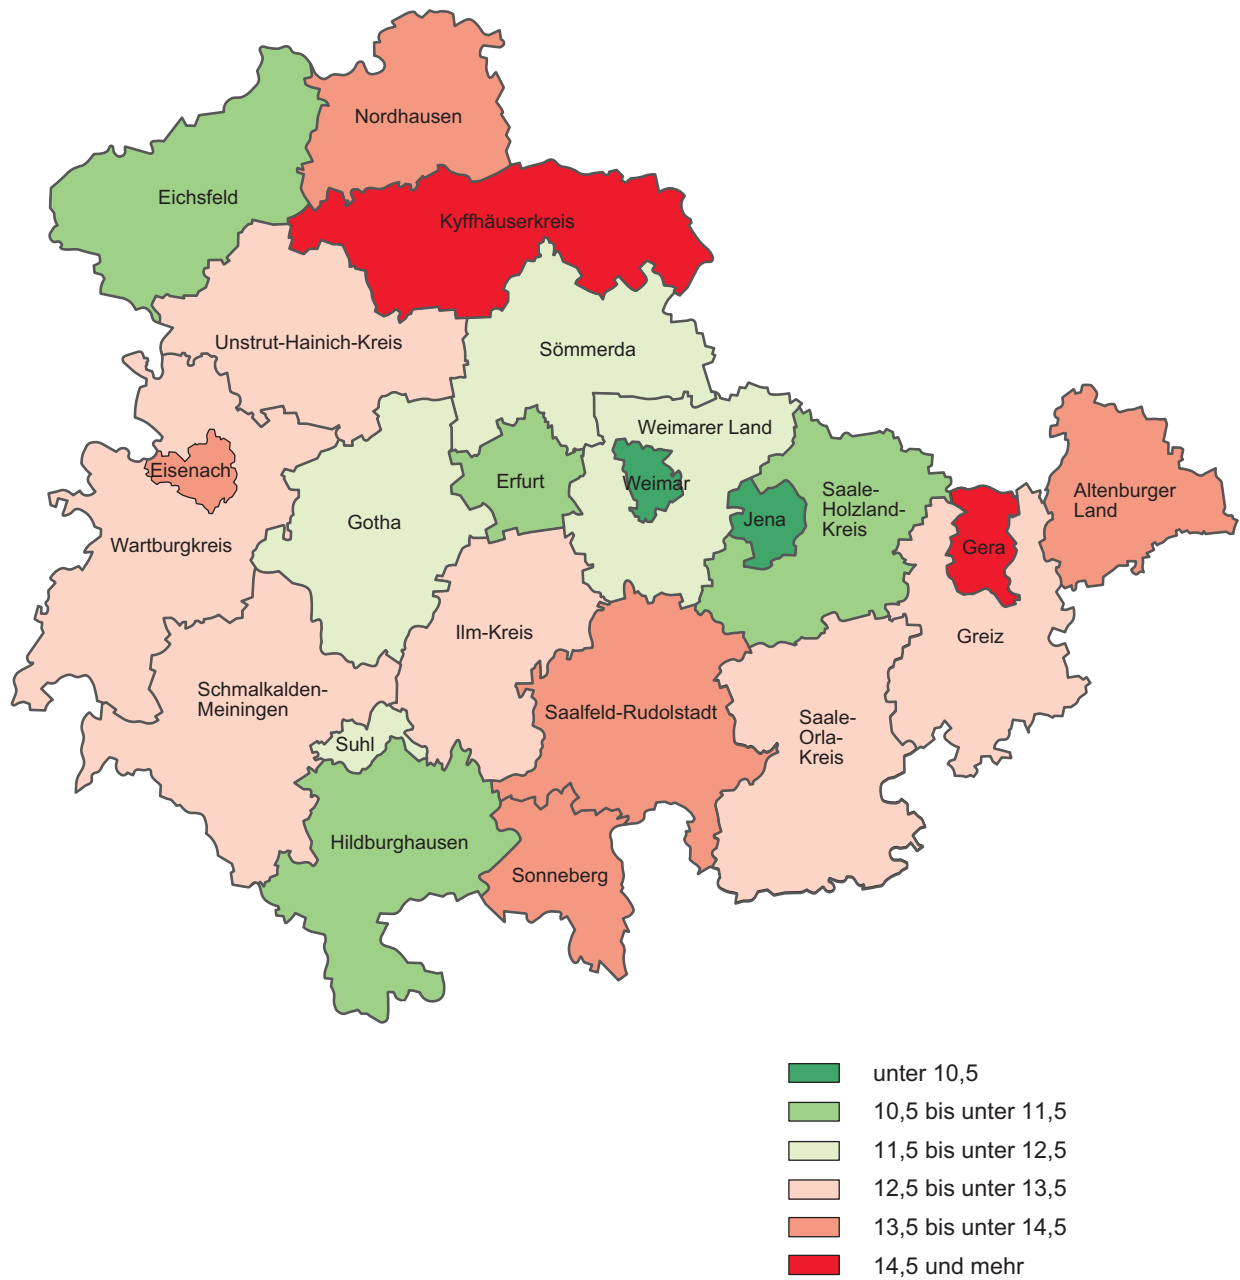 Nordhausen
Eichsfeld
Kyffhäuserkreis
Unstrut-Hainich-Kreis
Sömmerda
Weimarer Land
Eisenach
Erfurt
Weimar
Saale-
Holzland-
Kreis
Altenburger
Land
Gotha
Jena
Wartburgkreis
Gera
Ilm-Kreis
Greiz
Schmalkalden-
Meiningen
Saalfeld-Rudolstadt
Saale-
Orla-
Kreis
Suhl
Hildburghausen
Sonneberg
unter 10,5
10,5 bis unter 11,5
11,5 bis unter 12,5
12,5 bis unter 13,5
13,5 bis unter 14,5
14,5 und mehr